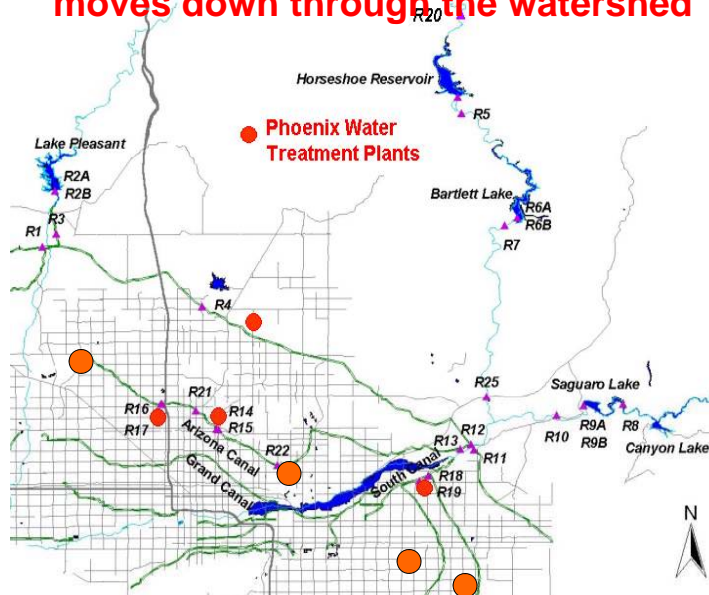 moves down through the watershed
R20
Horseshoe Reservoir
R5
Phoenix Water
Treatment Plants
Lake Pleasant
R2A
R2B
Bartlett Lake
R6A
R6B
R3
R1
R7
R4
R25
Saguaro Lake
R21
R16
R14
R17
R15
R12
R13
R10
R9A
R8
R9B
R11
Canyon Lake
Arizona Canal
R22
Grand Canal
South Canal
R18
R19
N